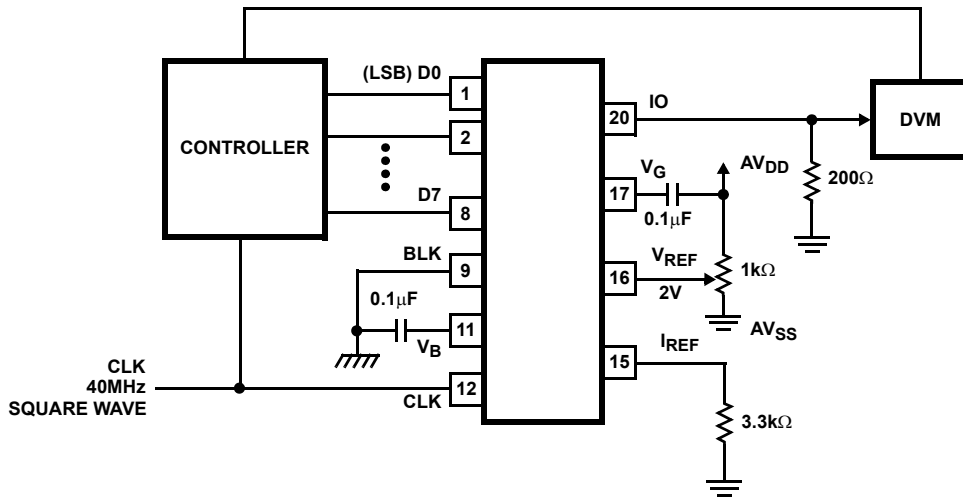 (LSB) D0
1
IO
20
DVM
2
CONTROLLER
V_G
AV_DD
200Ω
17
D7
0.1μF
8
BLK
V_REF
1kΩ
9
16
0.1μF
2V
11
V_B
AV_SS
I_REF
15
CLK
40MHz
SQUARE WAVE
12
CLK
3.3kΩ